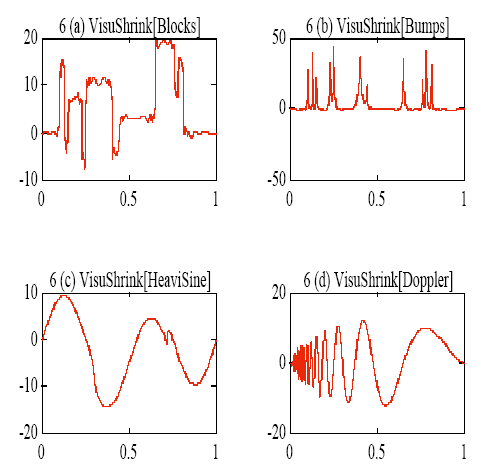 6 (a) VisuShrink[Blocks]
20
10
0
-10
0 0.5 1
6 (b) VisuShrink[Bumps]
50
0
-50
0 0.5 1
6 (c) VisuShrink[HeaviSine]
10
0
-10
-20
0 0.5 1
6 (d) VisuShrink[Doppler]
20
0
-20
0 0.5 1